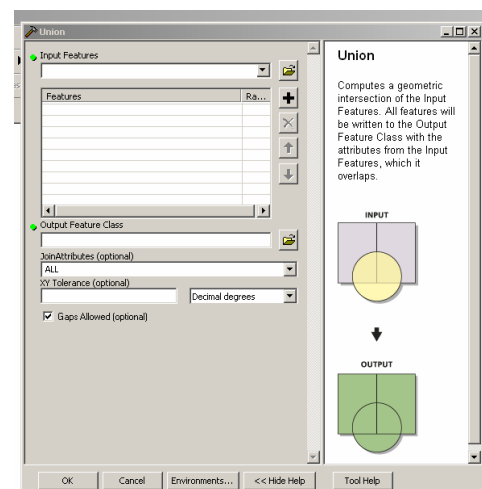 Union
Input Features
Features Ra...
Output Feature Class
JoinAttributes (optional)
ALL
XY Tolerance (optional)
Decimal degrees
Gaps Allowed (optional)
OK Cancel Environments... << Hide Help Tool Help
Union
Computes a geometric
intersection of the Input
Features. All features will
be written to the Output
Feature Class with the
attributes from the Input
Features, which it
overlaps.
INPUT
OUTPUT